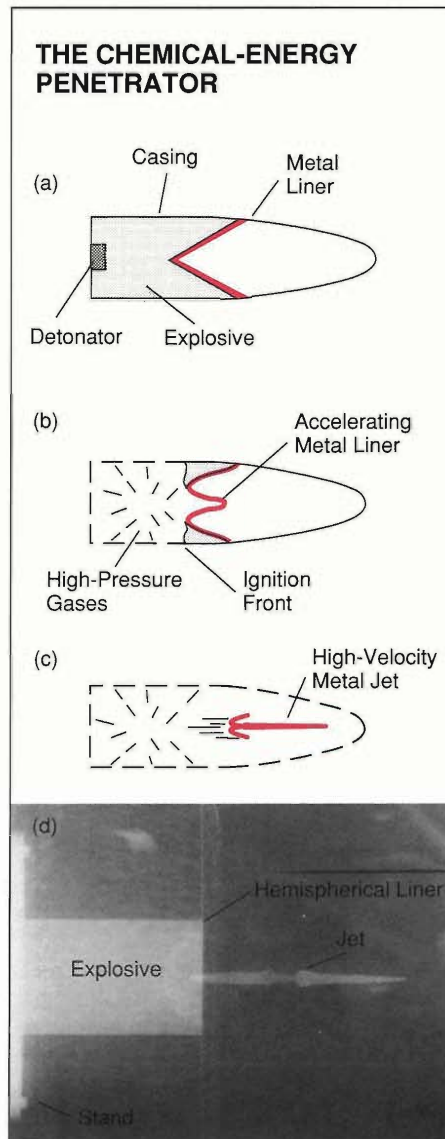 THE CHEMICAL-ENERGY
PENETRATOR
(a)
Casing
Metal
Liner
Detonator
Explosive
(b)
Accelerating
Metal Liner
High-Pressure
Gases
Ignition
Front
(c)
High-Velocity
Metal Jet
(d)
Hemispherical Liner
Jet
Explosive
Stand